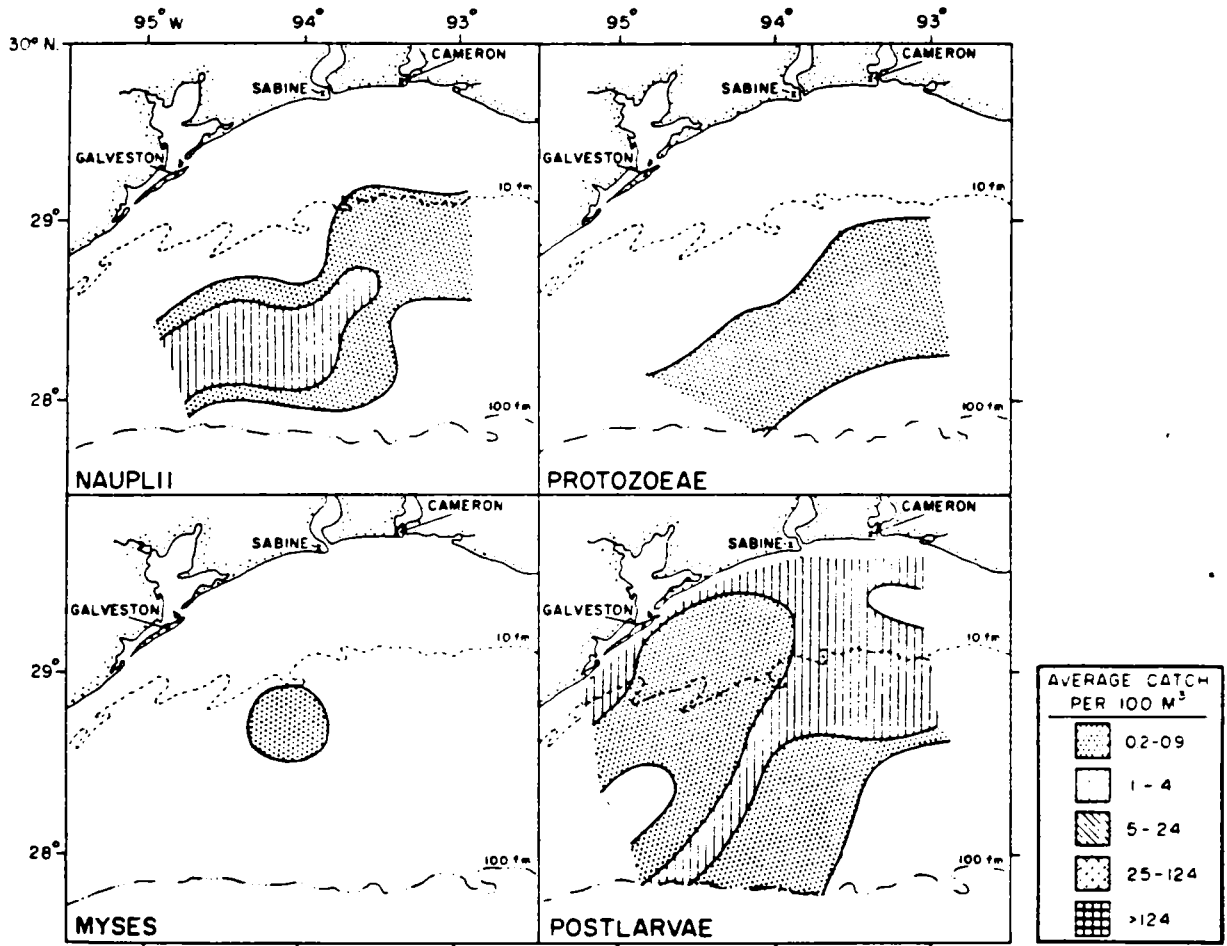 95° W 94° 93°
95° 94° 93°
30° N.
CAMERON
SABINE
GALVESTON
10 fm
29°
28°
100 fm
NAUPLII
CAMERON
SABINE
GALVESTON
10 fm
100 fm
PROTOZOEAE
CAMERON
SABINE
GALVESTON
10 fm
29°
28°
100 fm
MYSES
CAMERON
SABINE
GALVESTON
10 fm
100 fm
POSTLARVAE
AVERAGE CATCH
PER 100 M³
02-09
1-4
5-24
25-124
>124